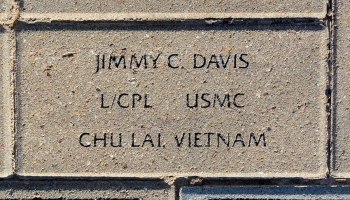 JIMMY C. DAVIS
L/CPL USMC
CHU LAI, VIETNAM